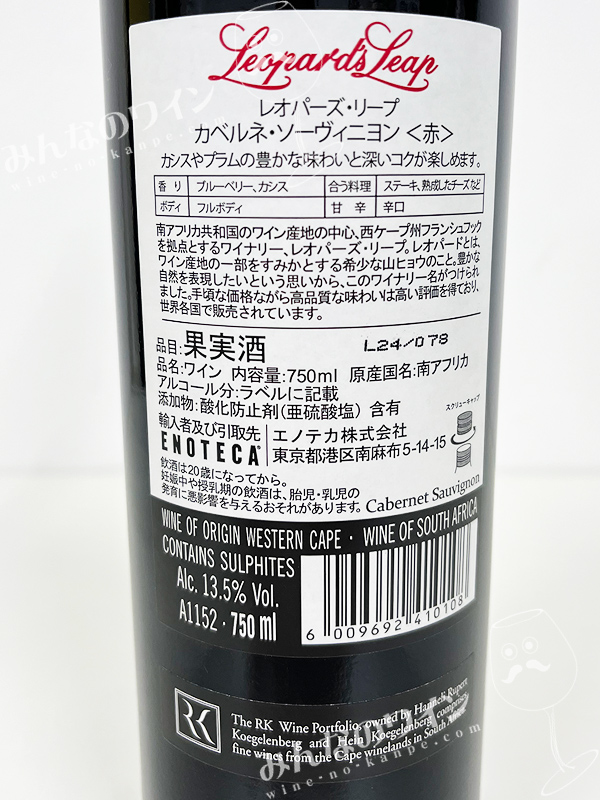 Leopard's Leap
レオパーズ・リープ
カベルネ・ソーヴィニヨン＜赤＞
カシスやプラムの豊かな味わいと深いコクが楽しめます。
香り ブルーベリー、カシス 合う料理 ステーキ、熟成したチーズなど
ボディ フルボディ 甘辛 辛口
南アフリカ共和国のワイン産地の中心、西ケープ州フランシュフック
を拠点とするワイナリー、レオパーズ・リープ。レオパードとは、
ワイン産地の一部をすみかとする希少な山ヒョウのこと。豊かな
自然を表現したいという思いから、このワイナリー名がつけられ
ました。手頃な価格ながら高品質な味わいは高い評価を得ており、
世界各国で販売されています。
品目:果実酒 L24/078
品名:ワイン 内容量:750ml 原産国名:南アフリカ
アルコール分:ラベルに記載
添加物:酸化防止剤(亜硫酸塩) 含有
スクリューキャップ
輸入者及び引取先 エノテカ株式会社
ENOTECA 東京都港区南麻布5-14-15
飲酒は20歳になってから。
妊娠中や授乳期の飲酒は、胎児・乳児の
発育に悪影響を与えるおそれがあります。
Cabernet Sauvignon
WINE OF ORIGIN WESTERN CAPE · WINE OF SOUTH AFRICA
CONTAINS SULPHITES
Alc. 13.5% Vol.
A1152 · 750 ml
6 009692 410108
RK
The RK Wine Portfolio, owned by Hanneli Rupert
Koegelenberg and Hein Koegelenberg comprises
fine wines from the Cape winelands in South Africa.
みんなのワイン
wine-no-kanpe.com
みんなのワイン
wine-no-kanpe.com